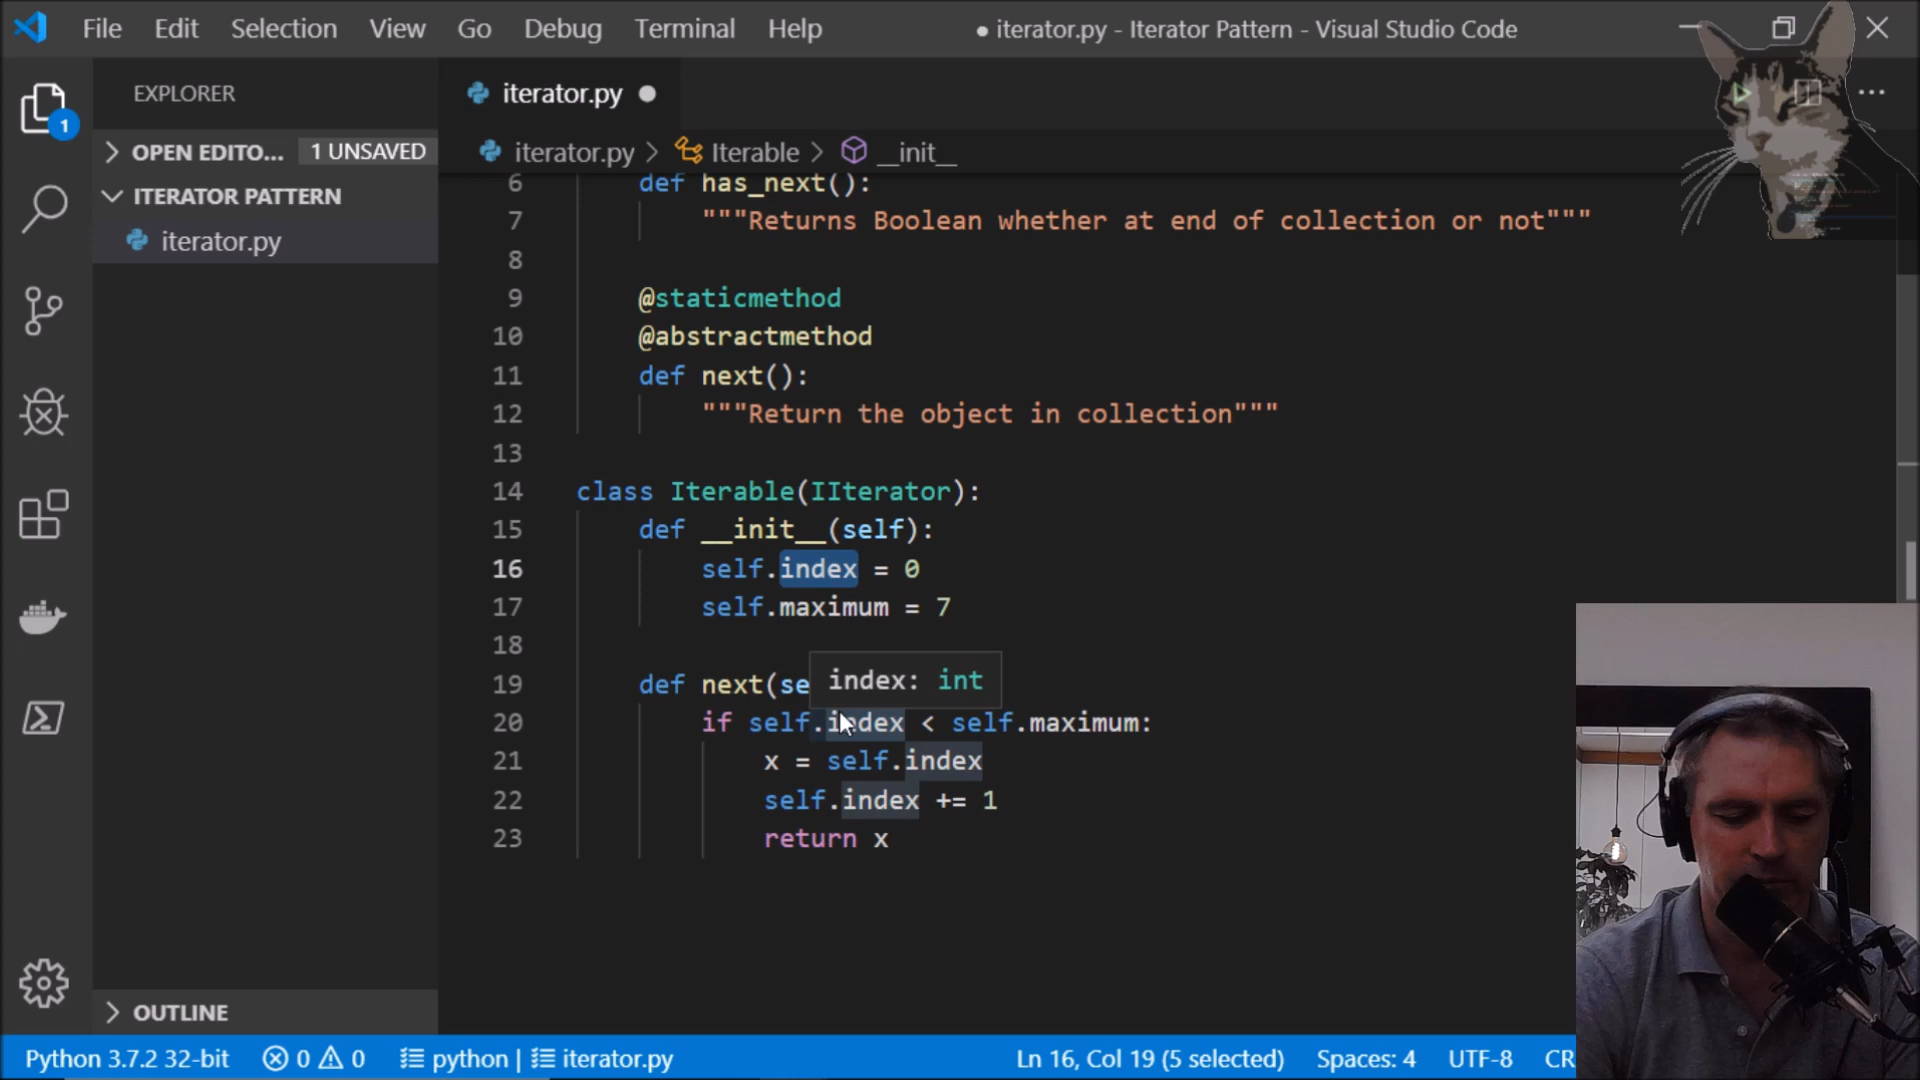 File Edit Selection View Go Debug Terminal Help
● iterator.py - Iterator Pattern - Visual Studio Code
EXPLORER
OPEN EDITO... 1 UNSAVED
ITERATOR PATTERN
iterator.py
OUTLINE
1
iterator.py ●
iterator.py > Iterable > __init__
6 def has_next():
7 """Returns Boolean whether at end of collection or not"""
8
9 @staticmethod
10 @abstractmethod
11 def next():
12 """Return the object in collection"""
13
14 class Iterable(IIterator):
15 def __init__(self):
16 self.index = 0
17 self.maximum = 7
18
19 def next(se
index: int
20 if self.index < self.maximum:
21 x = self.index
22 self.index += 1
23 return x
Python 3.7.2 32-bit 0 0 python | iterator.py Ln 16, Col 19 (5 selected) Spaces: 4 UTF-8 CR